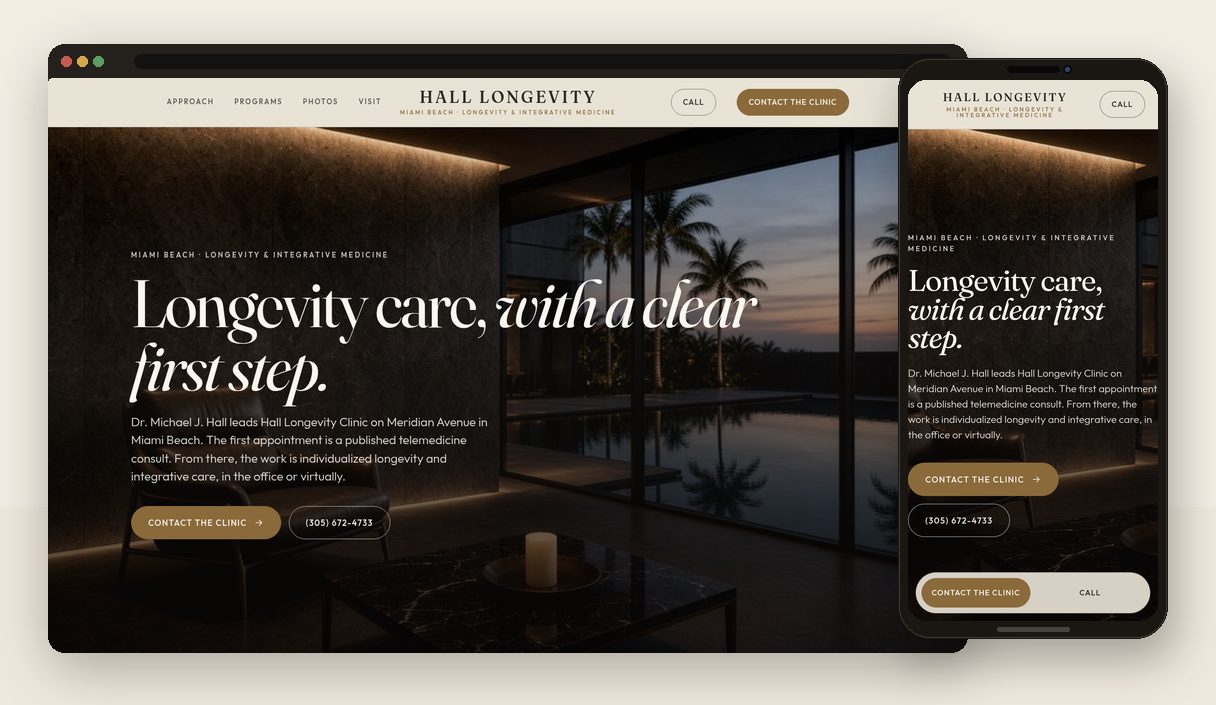 APPROACH PROGRAMS PHOTOS VISIT
HALL LONGEVITY
MIAMI BEACH · LONGEVITY & INTEGRATIVE MEDICINE
CALL
CONTACT THE CLINIC
MIAMI BEACH · LONGEVITY & INTEGRATIVE MEDICINE
Longevity care, with a clear
first step.
Dr. Michael J. Hall leads Hall Longevity Clinic on Meridian Avenue in
Miami Beach. The first appointment is a published telemedicine
consult. From there, the work is individualized longevity and
integrative care, in the office or virtually.
CONTACT THE CLINIC →
(305) 672-4733
HALL LONGEVITY
MIAMI BEACH · LONGEVITY &
INTEGRATIVE MEDICINE
CALL
MIAMI BEACH · LONGEVITY & INTEGRATIVE
MEDICINE
Longevity care,
with a clear first
step.
Dr. Michael J. Hall leads Hall Longevity Clinic on
Meridian Avenue in Miami Beach. The first appointment
is a published telemedicine consult. From there, the
work is individualized longevity and integrative care, in
the office or virtually.
CONTACT THE CLINIC →
(305) 672-4733
CONTACT THE CLINIC
CALL